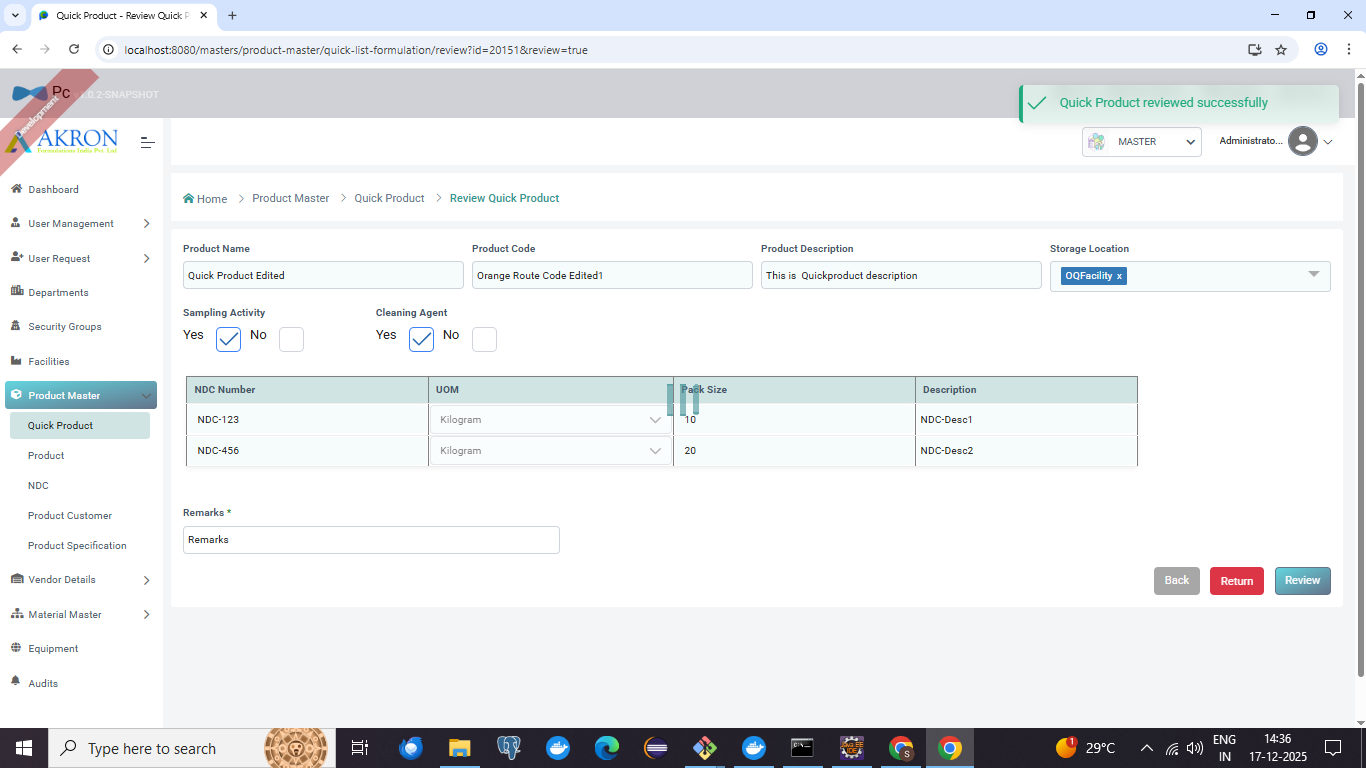 Quick Product - Review Quick P
localhost:8080/masters/product-master/quick-list-formulation/review?id=20151&review=true
Pc v1.0.2-SNAPSHOT
Development
Quick Product reviewed successfully
AKRON
Formulations India Pvt Ltd
MASTER
Administrato...
Dashboard
User Management
User Request
Departments
Security Groups
Facilities
Product Master
Quick Product
Product
NDC
Product Customer
Product Specification
Vendor Details
Material Master
Equipment
Audits
Home
Product Master
Quick Product
Review Quick Product
Product Name
Product Code
Product Description
Storage Location
Quick Product Edited
Orange Route Code Edited1
This is  Quickproduct description
OQFacility x
Sampling Activity
Cleaning Agent
Yes
No
Yes
No
NDC Number
UOM
Pack Size
Description
NDC-123
Kilogram
10
NDC-Desc1
NDC-456
Kilogram
20
NDC-Desc2
Remarks *
Remarks
Back
Return
Review
Type here to search
1
29°C
ENG
IN
14:36
17-12-2025